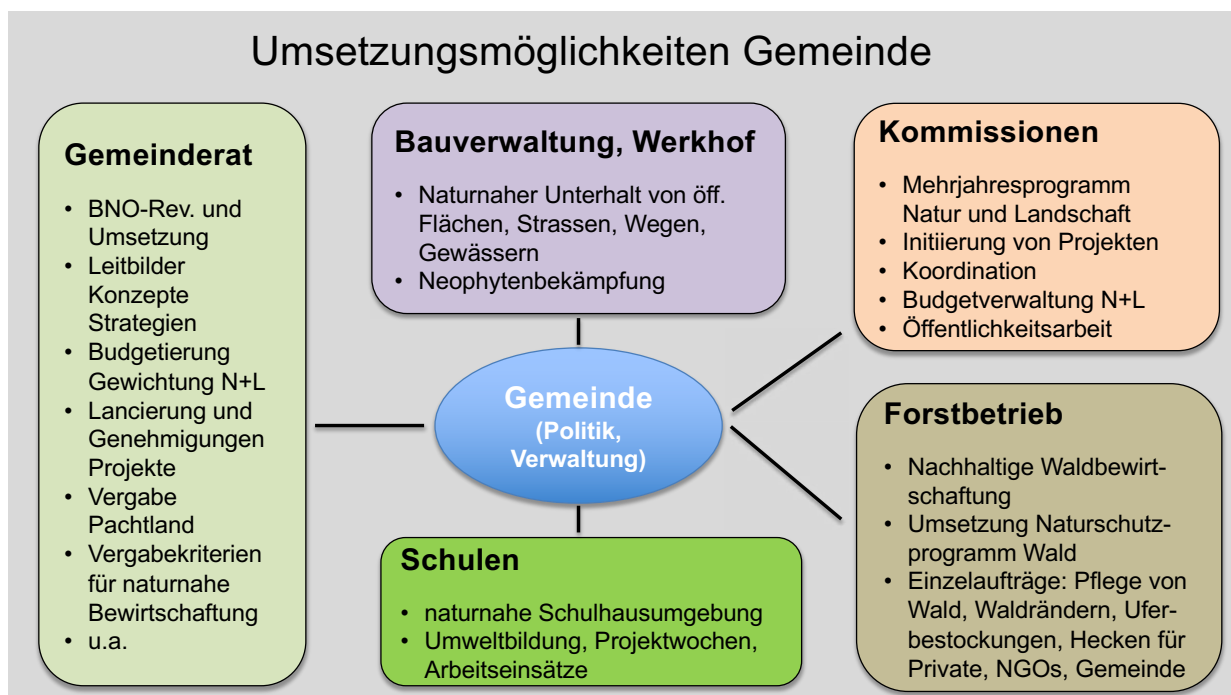 Umsetzungsmöglichkeiten Gemeinde
Gemeinderat
• BNO-Rev. und
Umsetzung
• Leitbilder
Konzepte
Strategien
• Budgetierung
Gewichtung N+L
• Lancierung und
Genehmigungen
Projekte
• Vergabe
Pachtland
• Vergabekriterien
für naturnahe
Bewirtschaftung
• u.a.
Bauverwaltung, Werkhof
• Naturnaher Unterhalt von öff.
Flächen, Strassen, Wegen,
Gewässern
• Neophytenbekämpfung
Kommissionen
• Mehrjahresprogramm
Natur und Landschaft
• Initiierung von Projekten
• Koordination
• Budgetverwaltung N+L
• Öffentlichkeitsarbeit
Gemeinde
(Politik,
Verwaltung)
Schulen
• naturnahe Schulhausumgebung
• Umweltbildung, Projektwochen,
Arbeitseinsätze
Forstbetrieb
• Nachhaltige Waldbewirt-
schaftung
• Umsetzung Naturschutz-
programm Wald
• Einzelaufträge: Pflege von
Wald, Waldrändern, Ufer-
bestockungen, Hecken für
Private, NGOs, Gemeinde